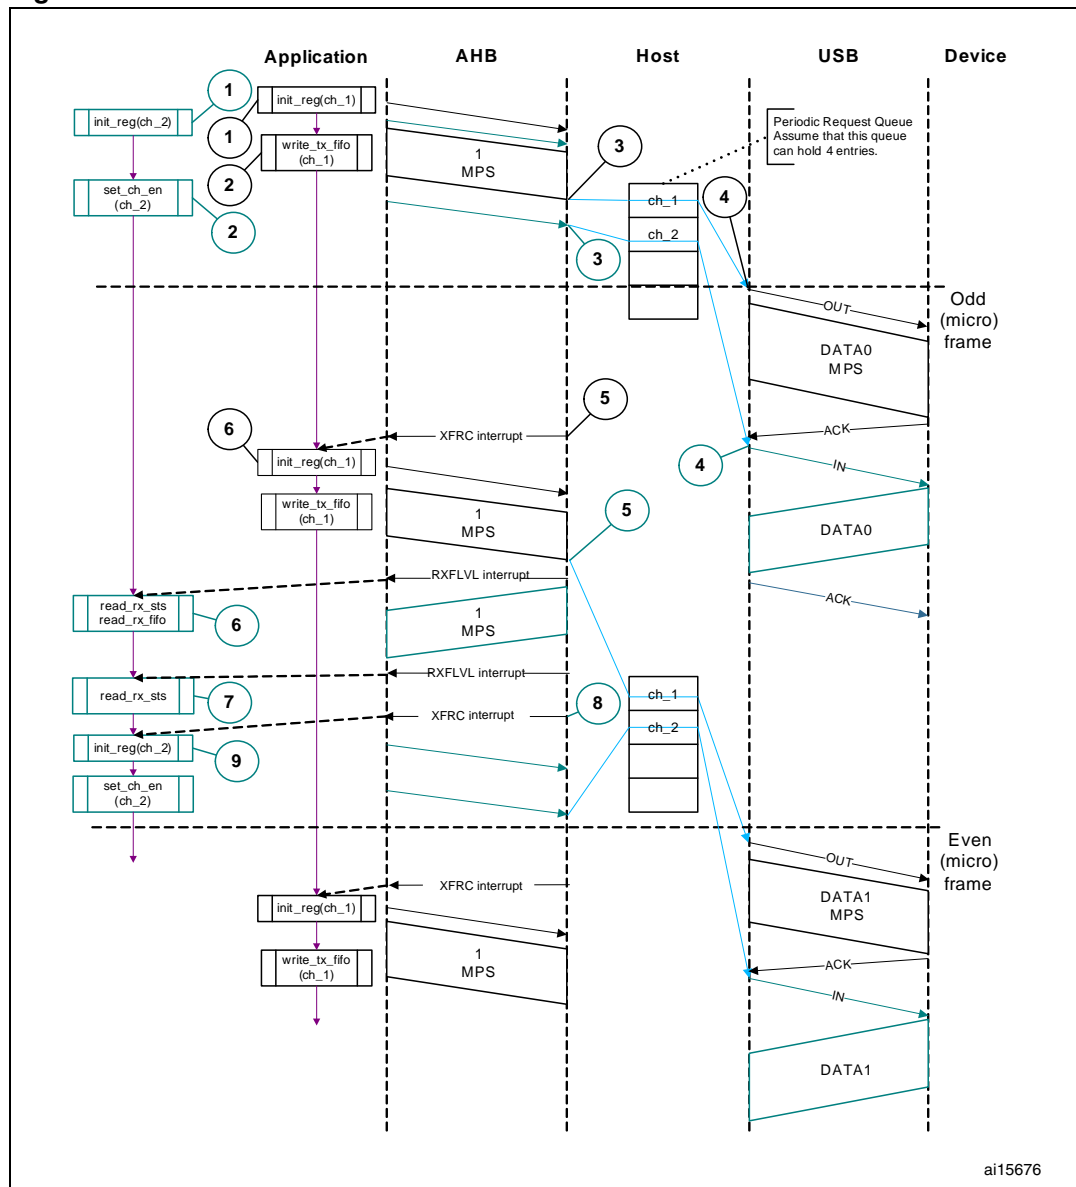 Application
AHB
Host
USB
Device
1
init_reg(ch_1)
init_reg(ch_2)
1
Periodic Request Queue
Assume that this queue
can hold 4 entries.
write_tx_fifo
(ch_1)
1
MPS
3
2
set_ch_en
(ch_2)
4
ch_1
2
ch_2
3
Odd
(micro)
frame
OUT
DATA0
MPS
5
ACK
6
XFRC interrupt
init_reg(ch_1)
4
IN
write_tx_fifo
(ch_1)
1
MPS
5
DATA0
RXFLVL interrupt
read_rx_sts
read_rx_fifo
6
1
MPS
ACK
RXFLVL interrupt
read_rx_sts
7
ch_1
XFRC interrupt
8
ch_2
init_reg(ch_2)
9
set_ch_en
(ch_2)
Even
(micro)
frame
OUT
XFRC interrupt
DATA1
MPS
init_reg(ch_1)
write_tx_fifo
(ch_1)
1
MPS
ACK
IN
DATA1
ai15676